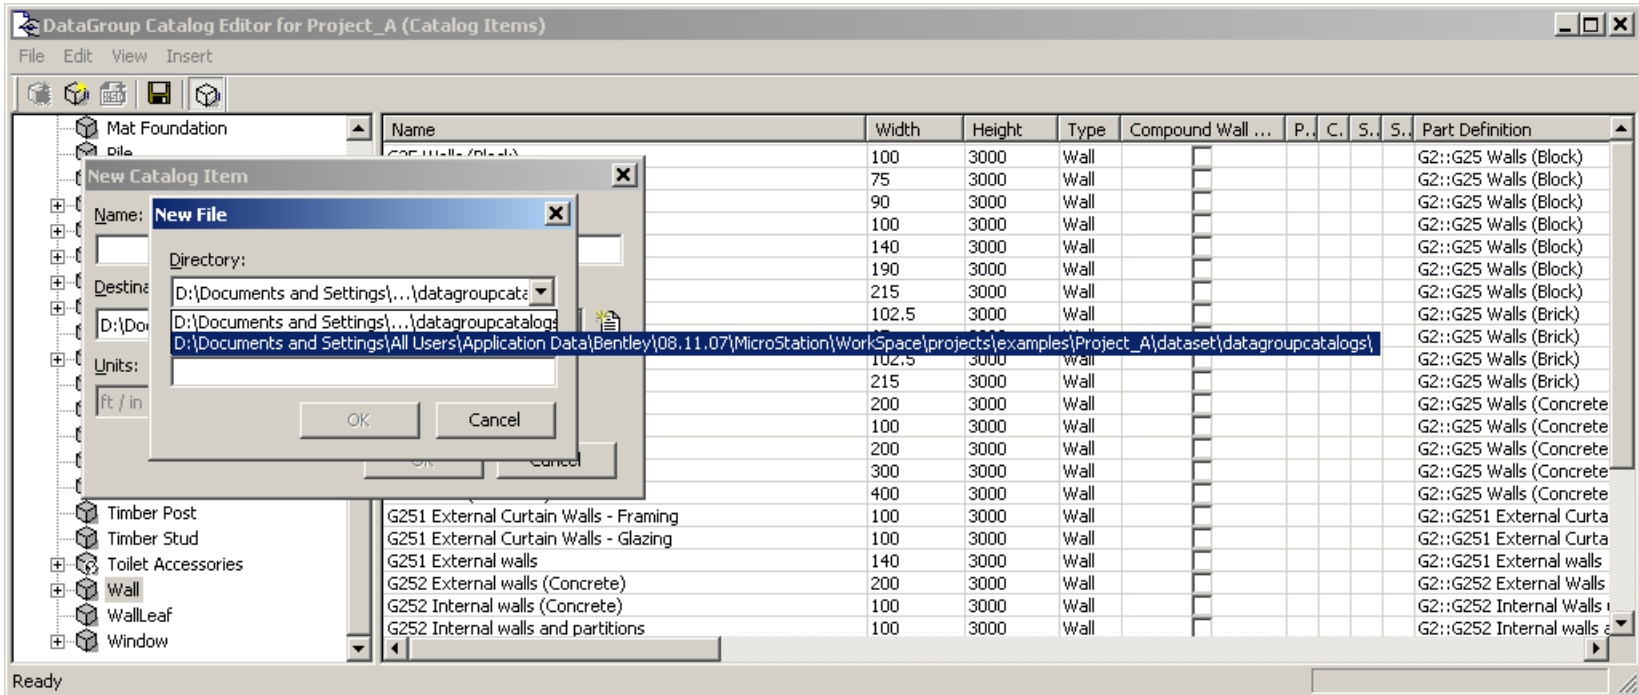 DataGroup Catalog Editor for Project_A (Catalog Items)
File Edit View Insert
Mat Foundation
Pile
Timber Post
Timber Stud
Toilet Accessories
Wall
WallLeaf
Window
New Catalog Item
Name:
Units:
ft / in
New File
Directory:
D:\Documents and Settings\...\datagroupcata
D:\Documents and Settings\...\datagroupcatalogs
D:\Documents and Settings\All Users\Application Data\Bentley\08.11.07\MicroStation\WorkSpace\projects\examples\Project_A\dataset\datagroupcatalogs\
OK Cancel
OK Cancel
Name Width Height Type Compound Wall ... P.. C. S.. S.. Part Definition
G25 Walls (Block) 100 3000 Wall G2::G25 Walls (Block)
75 3000 Wall G2::G25 Walls (Block)
90 3000 Wall G2::G25 Walls (Block)
100 3000 Wall G2::G25 Walls (Block)
140 3000 Wall G2::G25 Walls (Block)
190 3000 Wall G2::G25 Walls (Block)
215 3000 Wall G2::G25 Walls (Block)
102.5 3000 Wall G2::G25 Walls (Brick)
G2::G25 Walls (Brick)
102.5 3000 Wall G2::G25 Walls (Brick)
215 3000 Wall G2::G25 Walls (Brick)
200 3000 Wall G2::G25 Walls (Concrete
100 3000 Wall G2::G25 Walls (Concrete
200 3000 Wall G2::G25 Walls (Concrete
300 3000 Wall G2::G25 Walls (Concrete
400 3000 Wall G2::G25 Walls (Concrete
G251 External Curtain Walls - Framing 100 3000 Wall G2::G251 External Curta
G251 External Curtain Walls - Glazing 100 3000 Wall G2::G251 External Curta
G251 External walls 140 3000 Wall G2::G251 External walls
G252 External walls (Concrete) 200 3000 Wall G2::G252 External Walls
G252 Internal walls (Concrete) 100 3000 Wall G2::G252 Internal Walls
G252 Internal walls and partitions 100 3000 Wall G2::G252 Internal walls
Ready